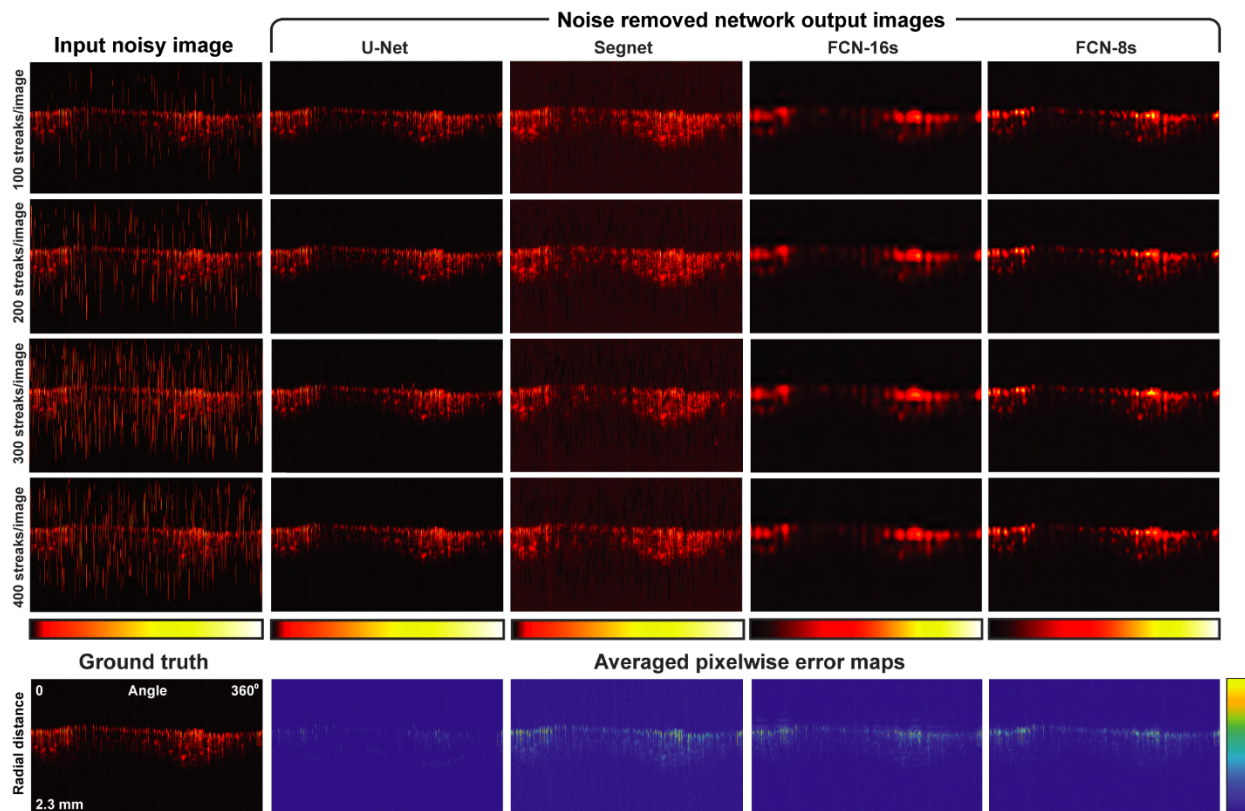 Noise removed network output images
Input noisy image
U-Net
Segnet
FCN-16s
FCN-8s
100 streaks/image
200 streaks/image
300 streaks/image
400 streaks/image
Ground truth
Averaged pixelwise error maps
0 Angle 360⁰
Radial distance
2.3 mm